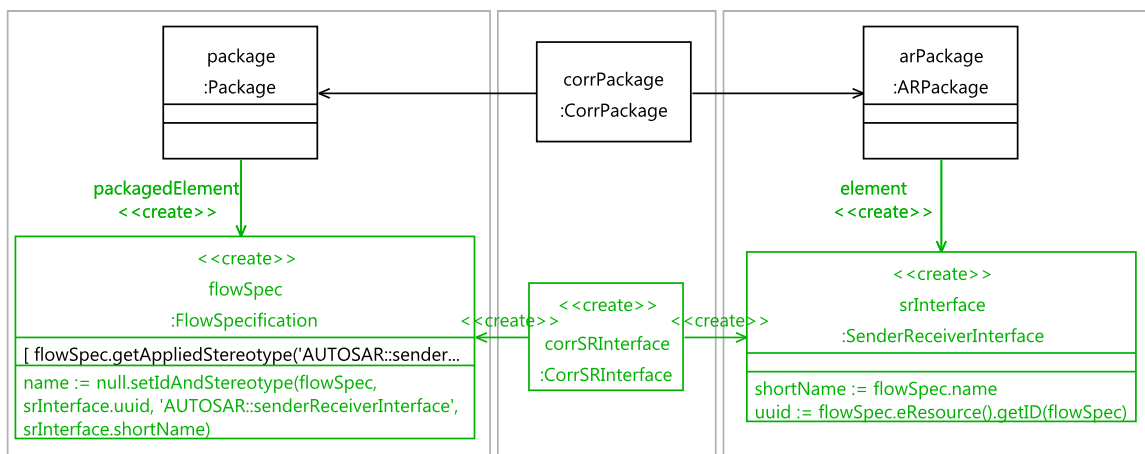 package
:Package
corrPackage
:CorrPackage
arPackage
:ARPackage
packagedElement
<<create>>
element
<<create>>
<<create>>
flowSpec
:FlowSpecification
[ flowSpec.getAppliedStereotype('AUTOSAR::sender...
name := null.setIdAndStereotype(flowSpec,
srInterface.uuid, 'AUTOSAR::senderReceiverInterface',
srInterface.shortName)
<<create>>
<<create>>
corrSRInterface
:CorrSRInterface
<<create>>
<<create>>
srInterface
:SenderReceiverInterface
shortName := flowSpec.name
uuid := flowSpec.eResource().getID(flowSpec)